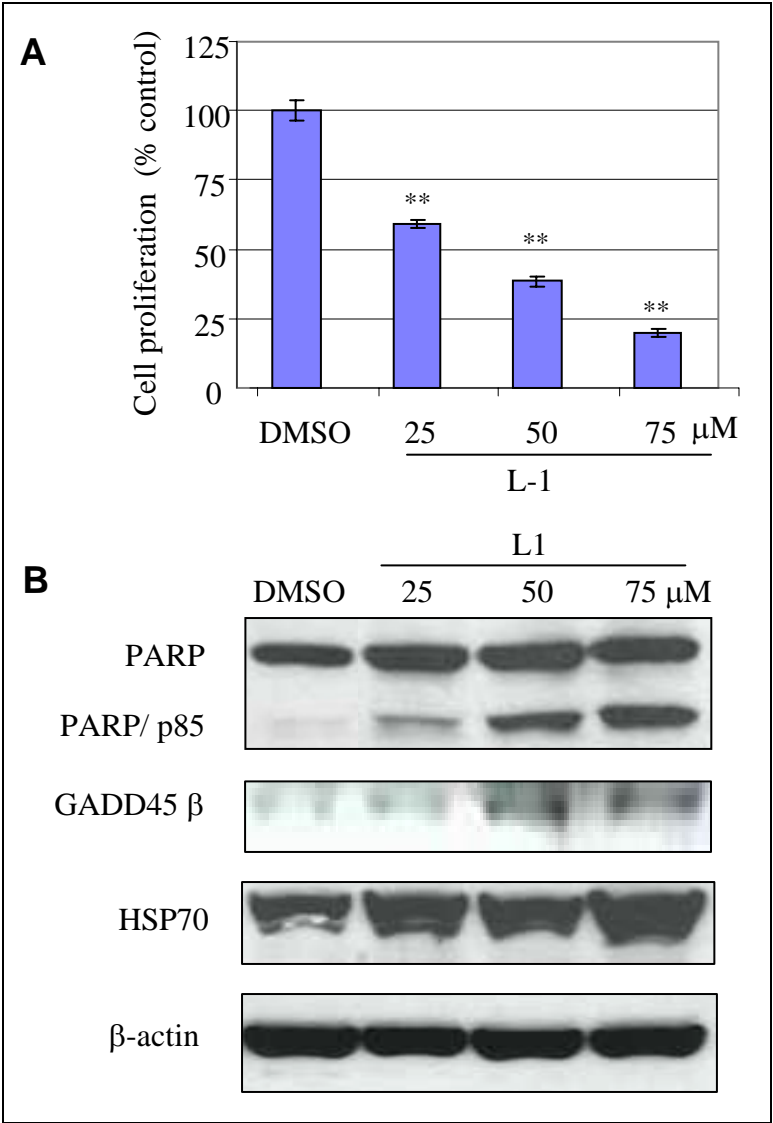 A
Cell proliferation (% control)
125
100
75
50
25
0
**
**
**
DMSO 25 50 75 μM
L-1
B
L1
DMSO 25 50 75 μM
PARP
PARP/ p85
GADD45 β
HSP70
β-actin